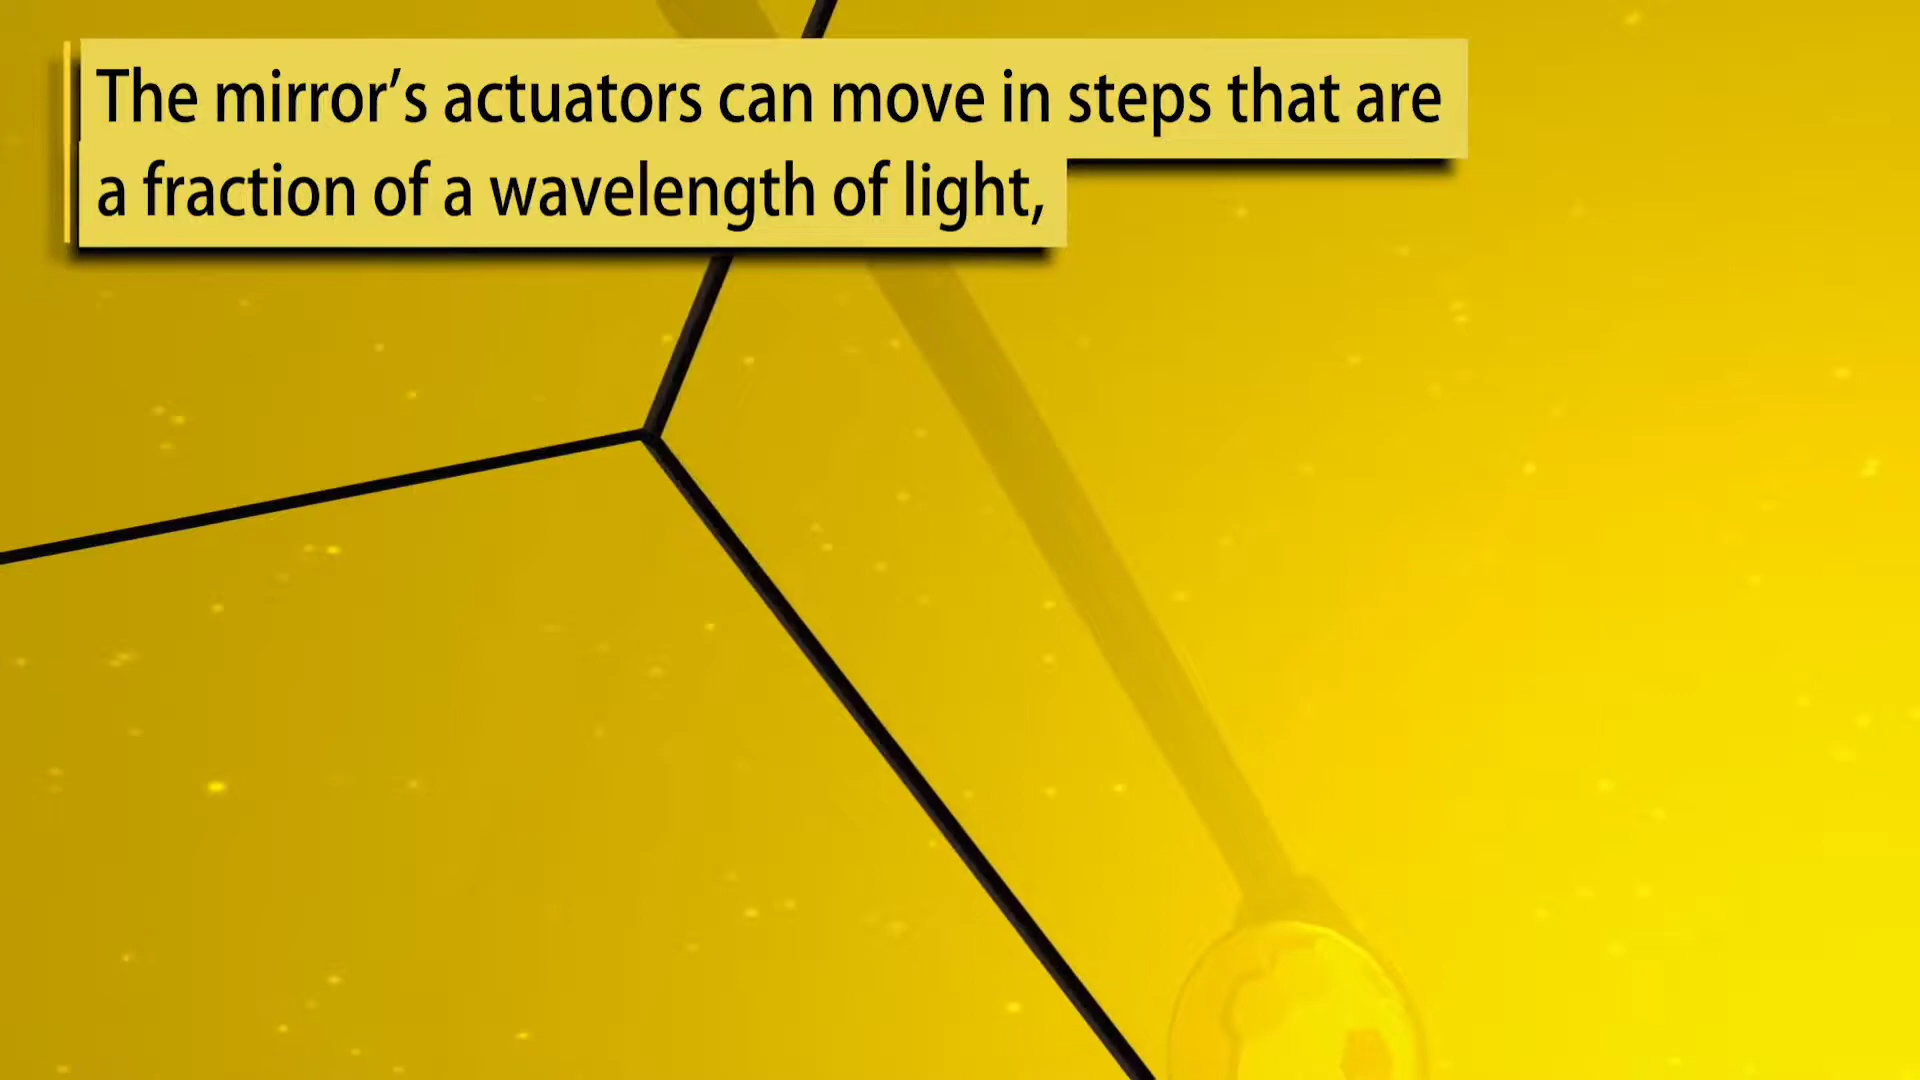 The mirror’s actuators can move in steps that are
a fraction of a wavelength of light,